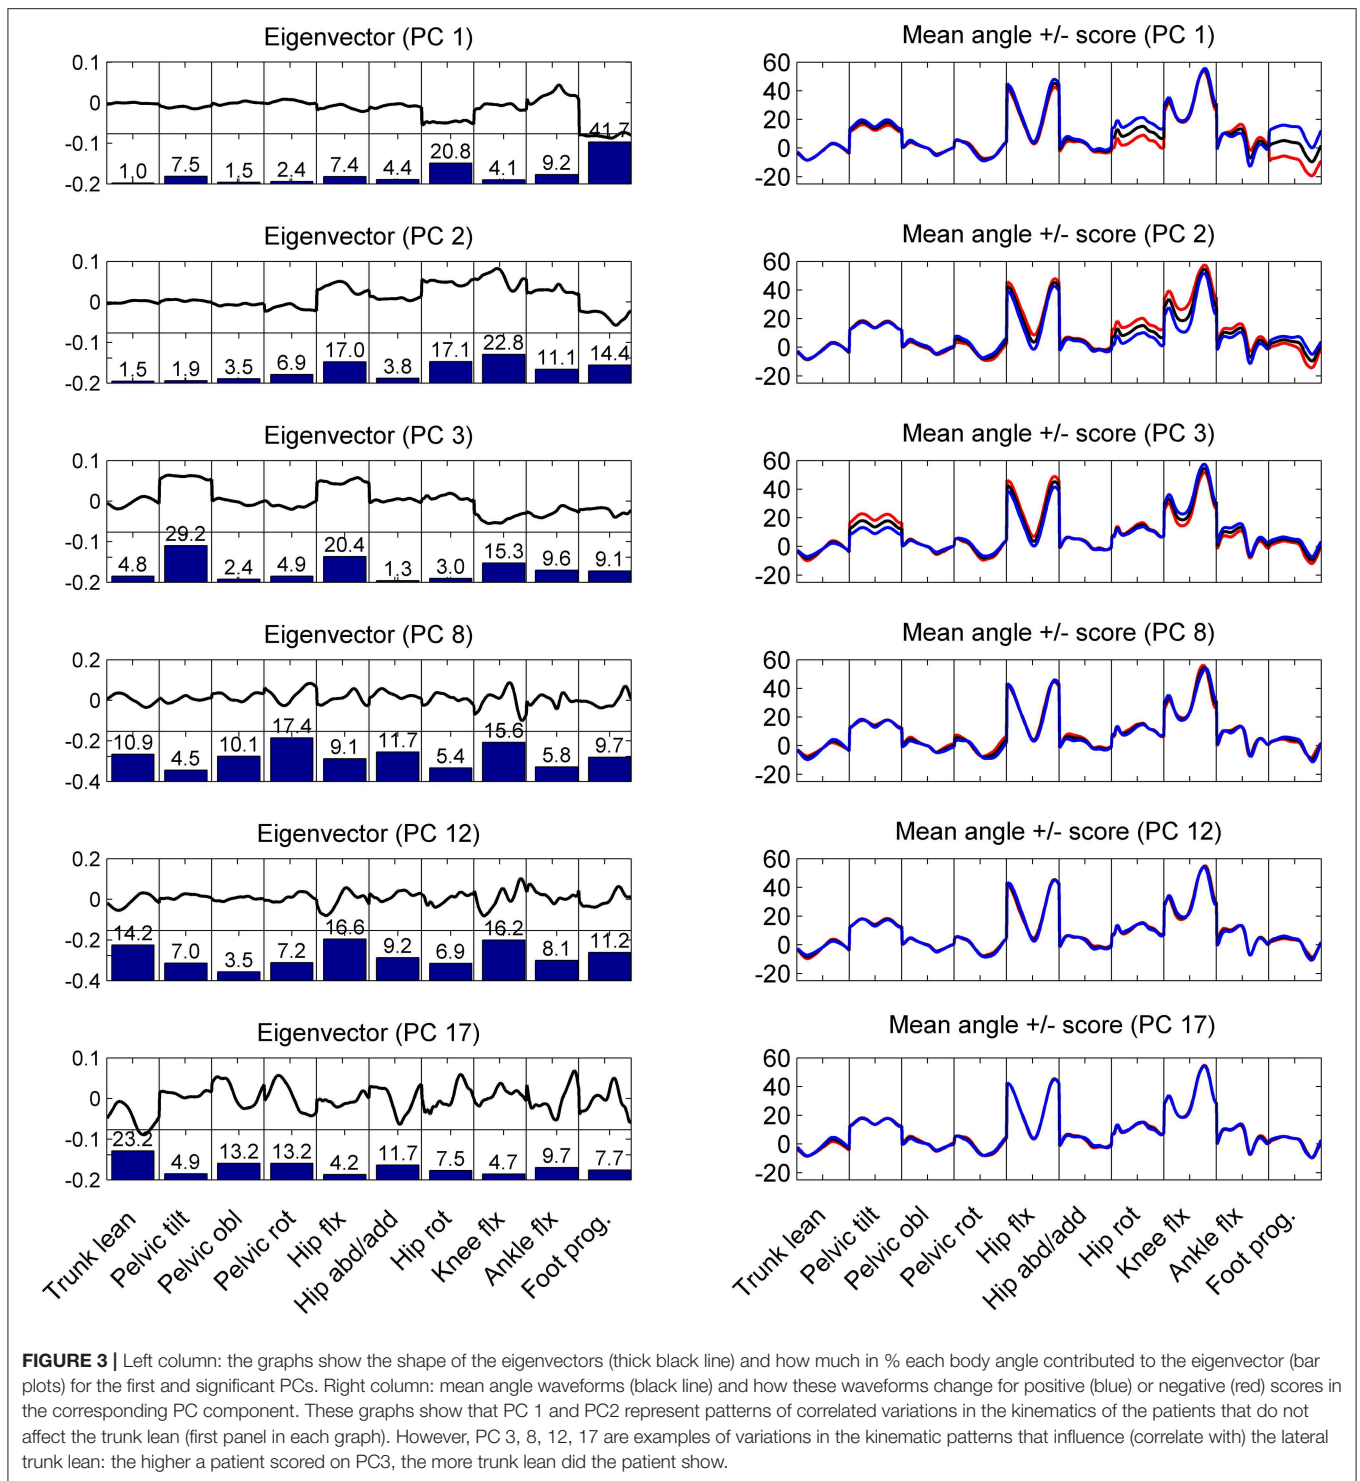 Eigenvector (PC 1)
0.1
0
-0.1
-0.2
1.0 7.5 1.5 2.4 7.4 4.4 20.8 4.1 9.2 41.7
Mean angle +/- score (PC 1)
60
40
20
0
-20
Eigenvector (PC 2)
0.1
0
-0.1
-0.2
1.5 1.9 3.5 6.9 17.0 3.8 17.1 22.8 11.1 14.4
Mean angle +/- score (PC 2)
60
40
20
0
-20
Eigenvector (PC 3)
0.1
0
-0.1
-0.2
4.8 29.2 2.4 4.9 20.4 1.3 3.0 15.3 9.6 9.1
Mean angle +/- score (PC 3)
60
40
20
0
-20
Eigenvector (PC 8)
0.2
0
-0.2
-0.4
10.9 4.5 10.1 17.4 9.1 11.7 5.4 15.6 5.8 9.7
Mean angle +/- score (PC 8)
60
40
20
0
-20
Eigenvector (PC 12)
0.2
0
-0.2
-0.4
14.2 7.0 3.5 7.2 16.6 9.2 6.9 16.2 8.1 11.2
Mean angle +/- score (PC 12)
60
40
20
0
-20
Eigenvector (PC 17)
0.1
0
-0.1
-0.2
23.2 4.9 13.2 13.2 4.2 11.7 7.5 4.7 9.7 7.7
Mean angle +/- score (PC 17)
60
40
20
0
-20
Trunk lean
Pelvic tilt
Pelvic obl
Pelvic rot
Hip flx
Hip abd/add
Hip rot
Knee flx
Ankle flx
Foot prog.
Trunk lean
Pelvic tilt
Pelvic obl
Pelvic rot
Hip flx
Hip abd/add
Hip rot
Knee flx
Ankle flx
Foot prog.
FIGURE 3 | Left column: the graphs show the shape of the eigenvectors (thick black line) and how much in % each body angle contributed to the eigenvector (bar
plots) for the first and significant PCs. Right column: mean angle waveforms (black line) and how these waveforms change for positive (blue) or negative (red) scores in
the corresponding PC component. These graphs show that PC 1 and PC2 represent patterns of correlated variations in the kinematics of the patients that do not
affect the trunk lean (first panel in each graph). However, PC 3, 8, 12, 17 are examples of variations in the kinematic patterns that influence (correlate with) the lateral
trunk lean: the higher a patient scored on PC3, the more trunk lean did the patient show.